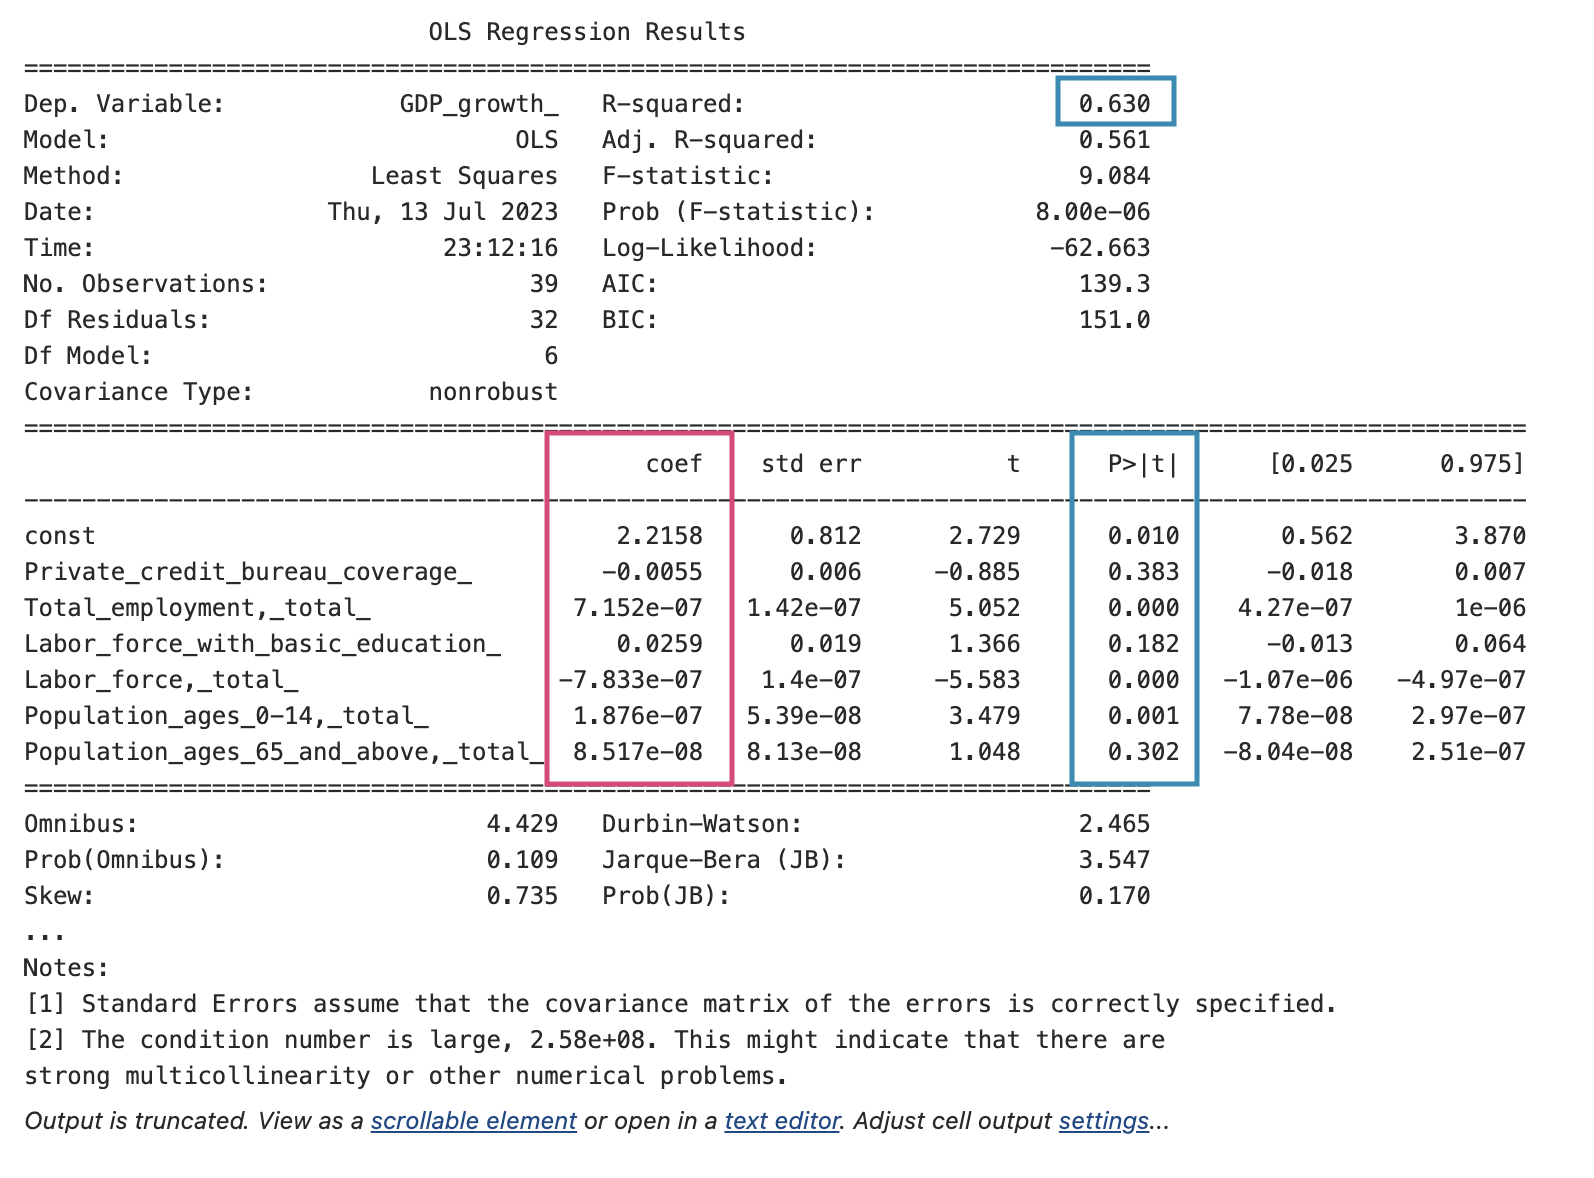 OLS Regression Results
==============================================================================
Dep. Variable:            GDP_growth_   R-squared:                       0.630
Model:                            OLS   Adj. R-squared:                  0.561
Method:                 Least Squares   F-statistic:                     9.084
Date:                Thu, 13 Jul 2023   Prob (F-statistic):           8.00e-06
Time:                        23:12:16   Log-Likelihood:                -62.663
No. Observations:                  39   AIC:                             139.3
Df Residuals:                      32   BIC:                             151.0
Df Model:                           6
Covariance Type:            nonrobust
========================================================================================================
                                           coef    std err          t      P>|t|      [0.025      0.975]
--------------------------------------------------------------------------------------------------------
const                                    2.2158      0.812      2.729      0.010       0.562       3.870
Private_credit_bureau_coverage_         -0.0055      0.006     -0.885      0.383      -0.018       0.007
Total_employment,_total_              7.152e-07   1.42e-07      5.052      0.000    4.27e-07       1e-06
Labor_force_with_basic_education_        0.0259      0.019      1.366      0.182      -0.013       0.064
Labor_force,_total_                  -7.833e-07    1.4e-07     -5.583      0.000   -1.07e-06   -4.97e-07
Population_ages_0-14,_total_          1.876e-07   5.39e-08      3.479      0.001    7.78e-08    2.97e-07
Population_ages_65_and_above,_total_  8.517e-08   8.13e-08      1.048      0.302   -8.04e-08    2.51e-07
==============================================================================
Omnibus:                        4.429   Durbin-Watson:                   2.465
Prob(Omnibus):                  0.109   Jarque-Bera (JB):                3.547
Skew:                           0.735   Prob(JB):                        0.170
...
Notes:
[1] Standard Errors assume that the covariance matrix of the errors is correctly specified.
[2] The condition number is large, 2.58e+08. This might indicate that there are
strong multicollinearity or other numerical problems.
Output is truncated. View as a scrollable element or open in a text editor. Adjust cell output settings...